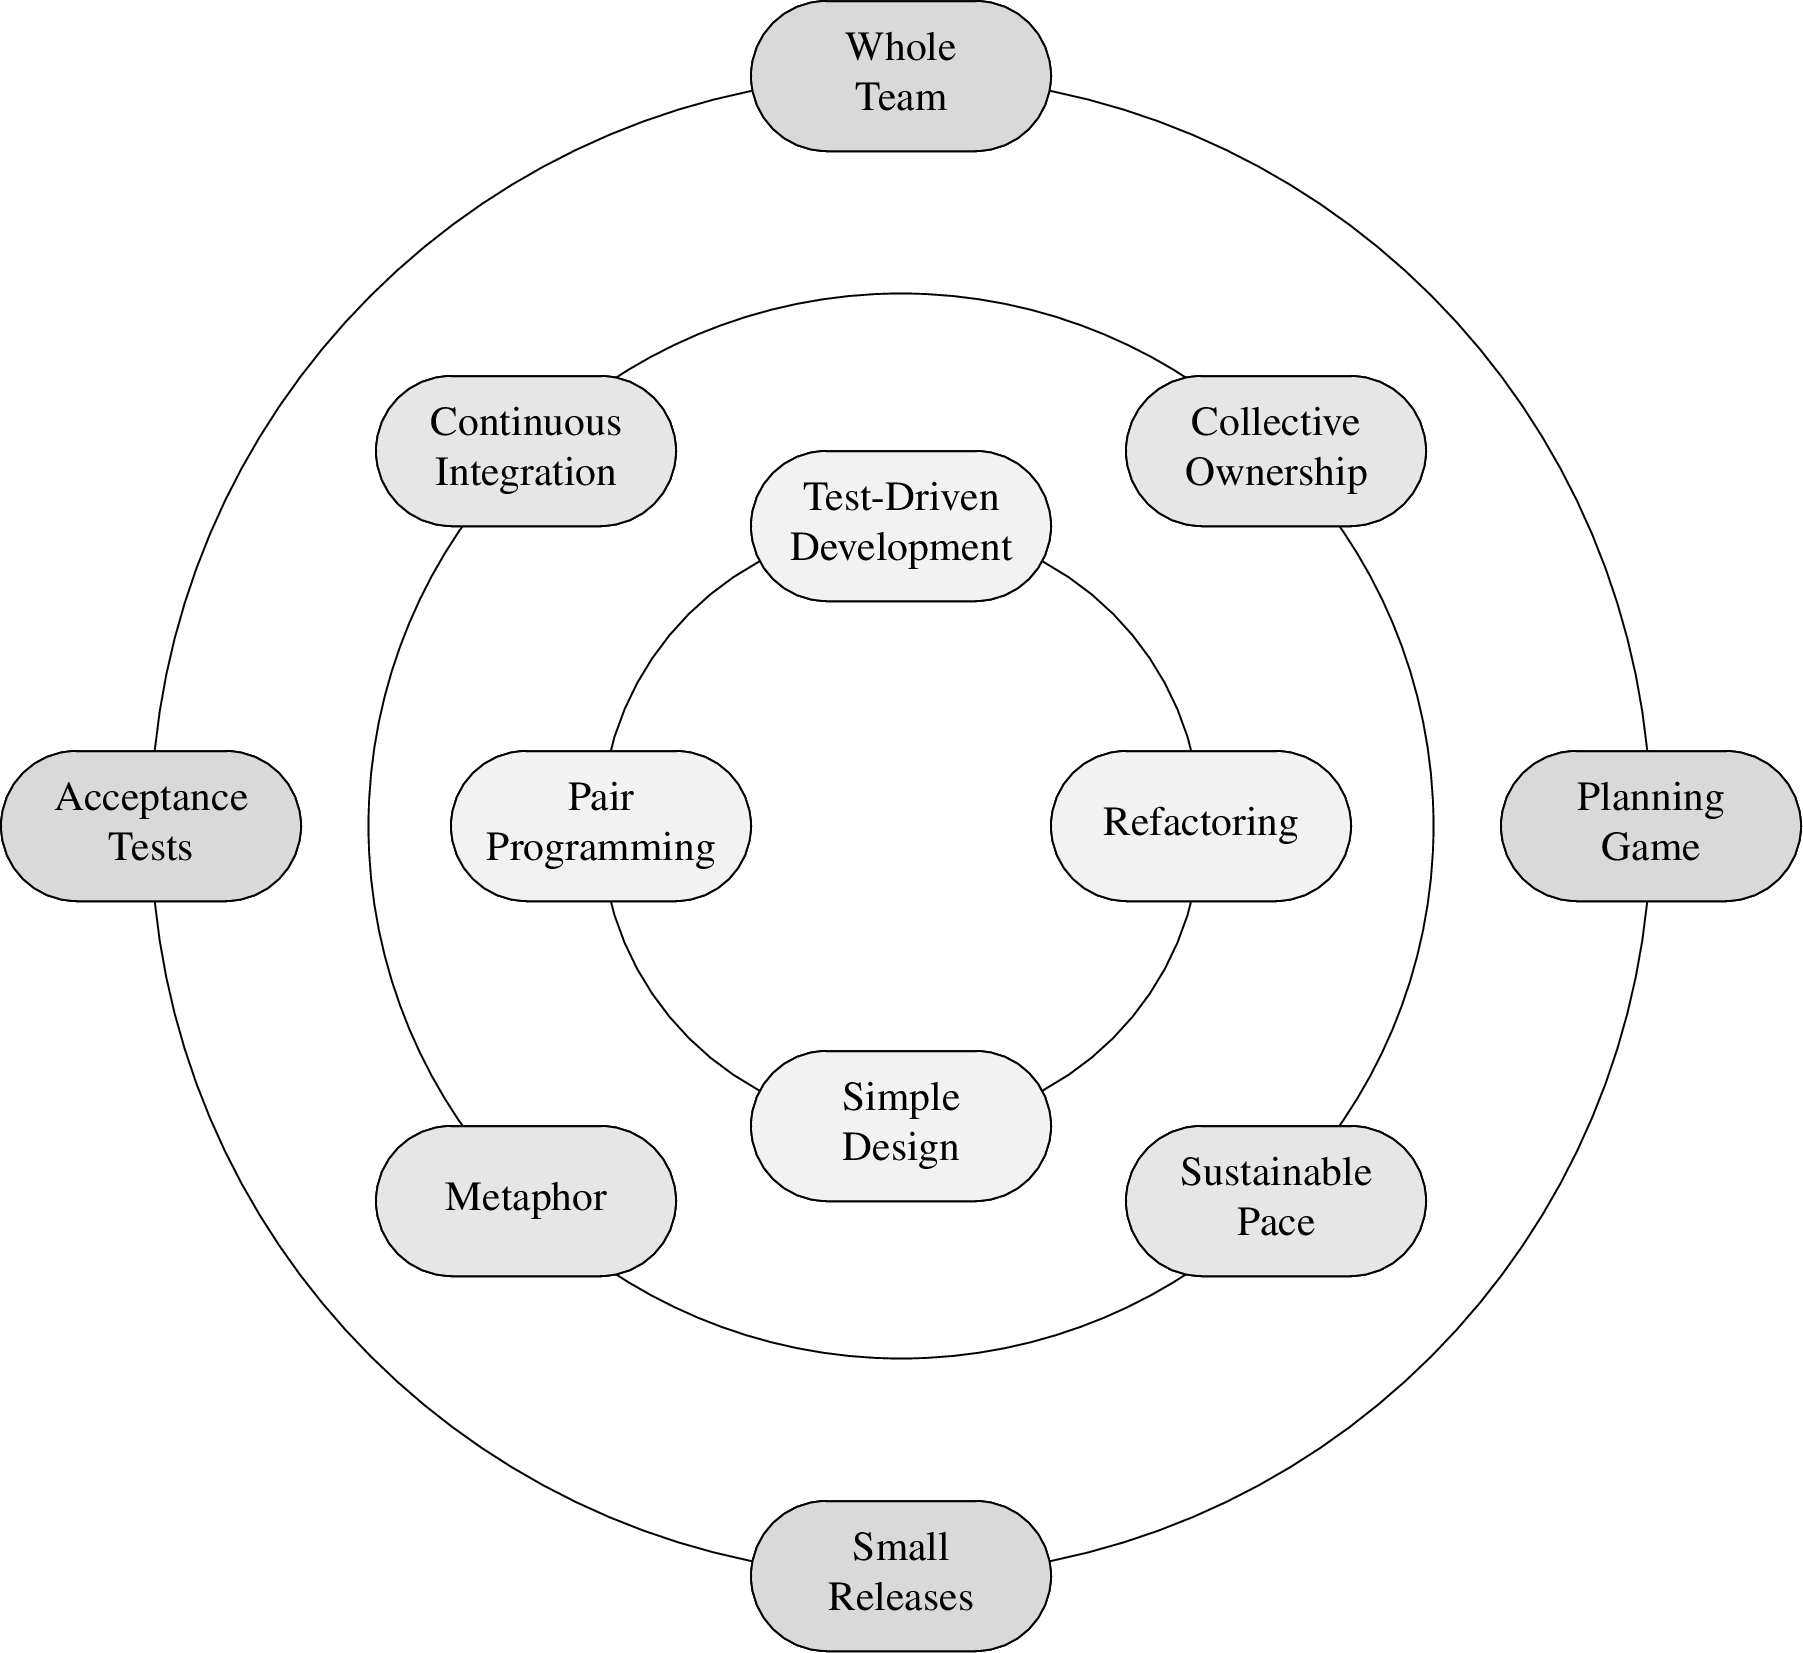 Whole
Team
Continuous
Integration
Collective
Ownership
Test-Driven
Development
Acceptance
Tests
Pair
Programming
Refactoring
Planning
Game
Simple
Design
Metaphor
Sustainable
Pace
Small
Releases